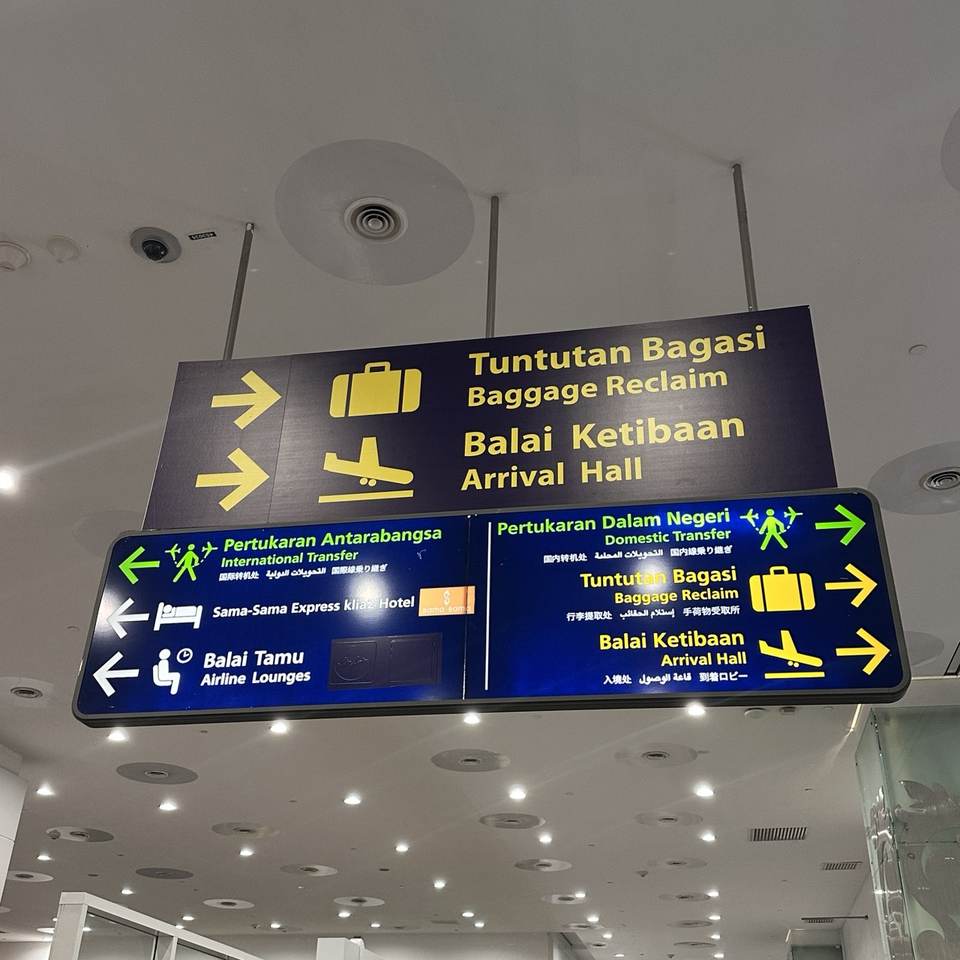 Tuntutan Bagasi
Baggage Reclaim
Balai Ketibaan
Arrival Hall
Pertukaran Antarabangsa
International Transfer
国际转机处 التحويلات الدولية 国際線乗り継ぎ
Sama-Sama Express klia2 Hotel
sama-sama
Balai Tamu
Airline Lounges
Pertukaran Dalam Negeri
Domestic Transfer
国内转机处 التحويلات المحلية 国内線乗り継ぎ
Tuntutan Bagasi
Baggage Reclaim
行李提取处 إستلام الحقائب 手荷物受取所
Balai Ketibaan
Arrival Hall
入境处 قاعة الوصول 到着ロビー